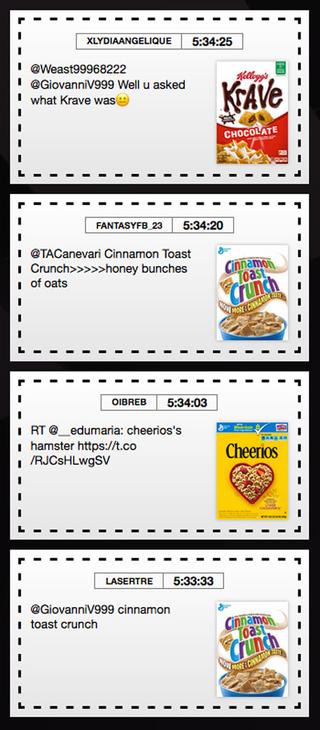 XLYDIAANGELIQUE 5:34:25
@Weast99968222
@GiovanniV999 Well u asked
what Krave was😐
Kellogg's
Krave
CHOCOLATE
FANTASYFB_23 5:34:20
@TACanevari Cinnamon Toast
Crunch>>>>>honey bunches
of oats
Cinnamon
Toast
Crunch
OIBREB 5:34:03
RT @__edumaria: cheerios's
hamster https://t.co
/RJCsHLwgSV
Cheerios
LASERTRE 5:33:33
@GiovanniV999 cinnamon
toast crunch
Cinnamon
Toast
Crunch